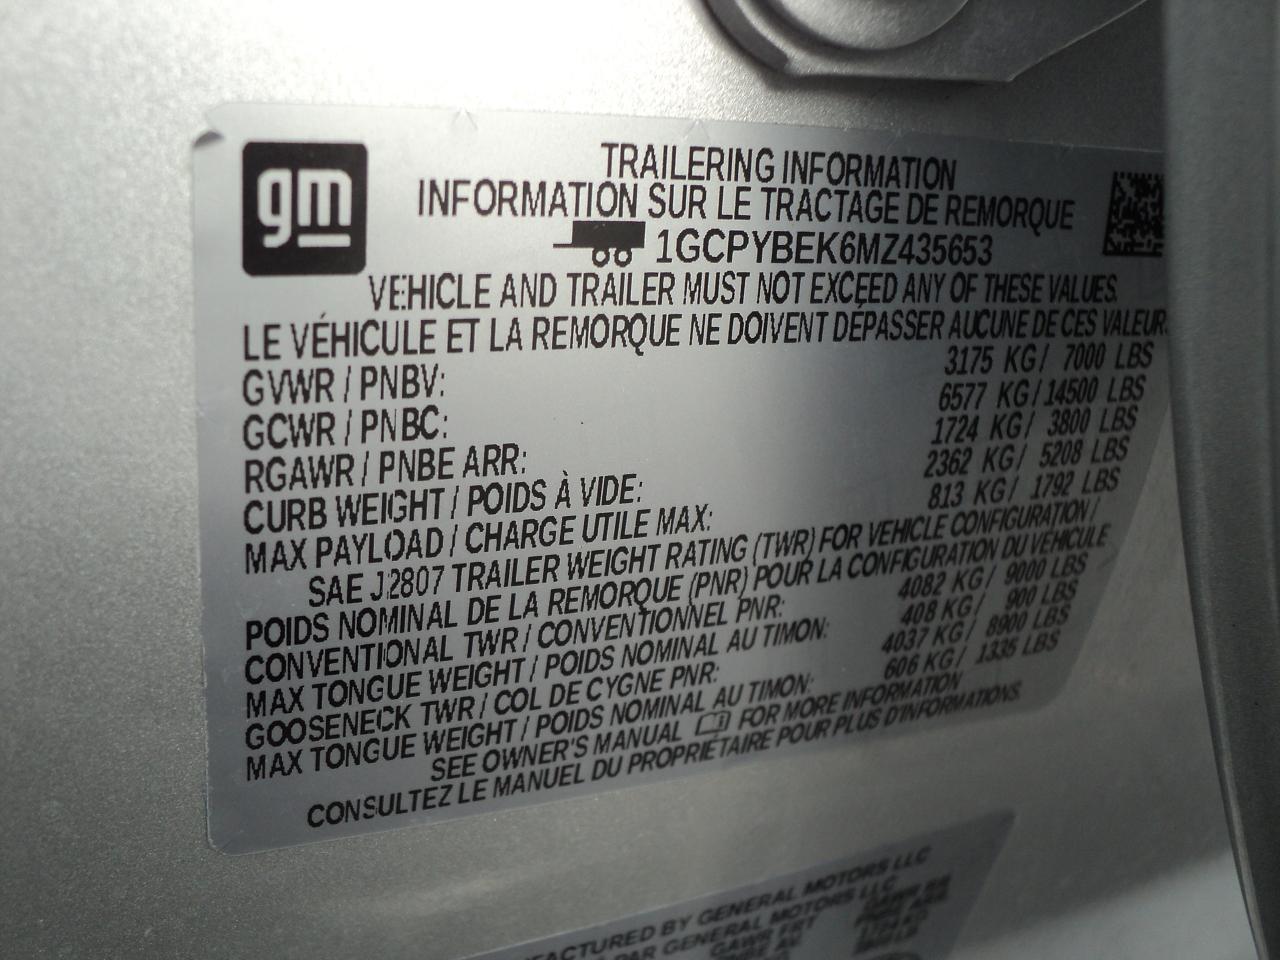 gm
TRAILERING INFORMATION
INFORMATION SUR LE TRACTAGE DE REMORQUE
1GCPYBEK6MZ435653
VEHICLE AND TRAILER MUST NOT EXCEED ANY OF THESE VALUES.
LE VÉHICULE ET LA REMORQUE NE DOIVENT DÉPASSER AUCUNE DE CES VALEUR
GVWR / PNBV: 3175 KG/ 7000 LBS
GCWR / PNBC: 6577 KG/14500 LBS
RGAWR / PNBE ARR: 1724 KG/ 3800 LBS
CURB WEIGHT / POIDS À VIDE: 2362 KG/ 5208 LBS
MAX PAYLOAD / CHARGE UTILE MAX: 813 KG/ 1792 LBS
SAE J2807 TRAILER WEIGHT RATING (TWR) FOR VEHICLE CONFIGURATION /
POIDS NOMINAL DE LA REMORQUE (PNR) POUR LA CONFIGURATION DU VEHICULE
CONVENTIONAL TWR / CONVENTIONNEL PNR: 4082 KG/ 9000 LBS
MAX TONGUE WEIGHT / POIDS NOMINAL AU TIMON: 408 KG/ 900 LBS
GOOSENECK TWR / COL DE CYGNE PNR: 4037 KG/ 8900 LBS
MAX TONGUE WEIGHT / POIDS NOMINAL AU TIMON: 606 KG/ 1335 LBS
SEE OWNER'S MANUAL FOR MORE INFORMATION
CONSULTEZ LE MANUEL DU PROPRIÉTAIRE POUR PLUS D'INFORMATIONS.
FACTURED BY GENERAL MOTORS LLC
PAR GENERAL MOTORS LLC
GAWR FRT GAWR RR